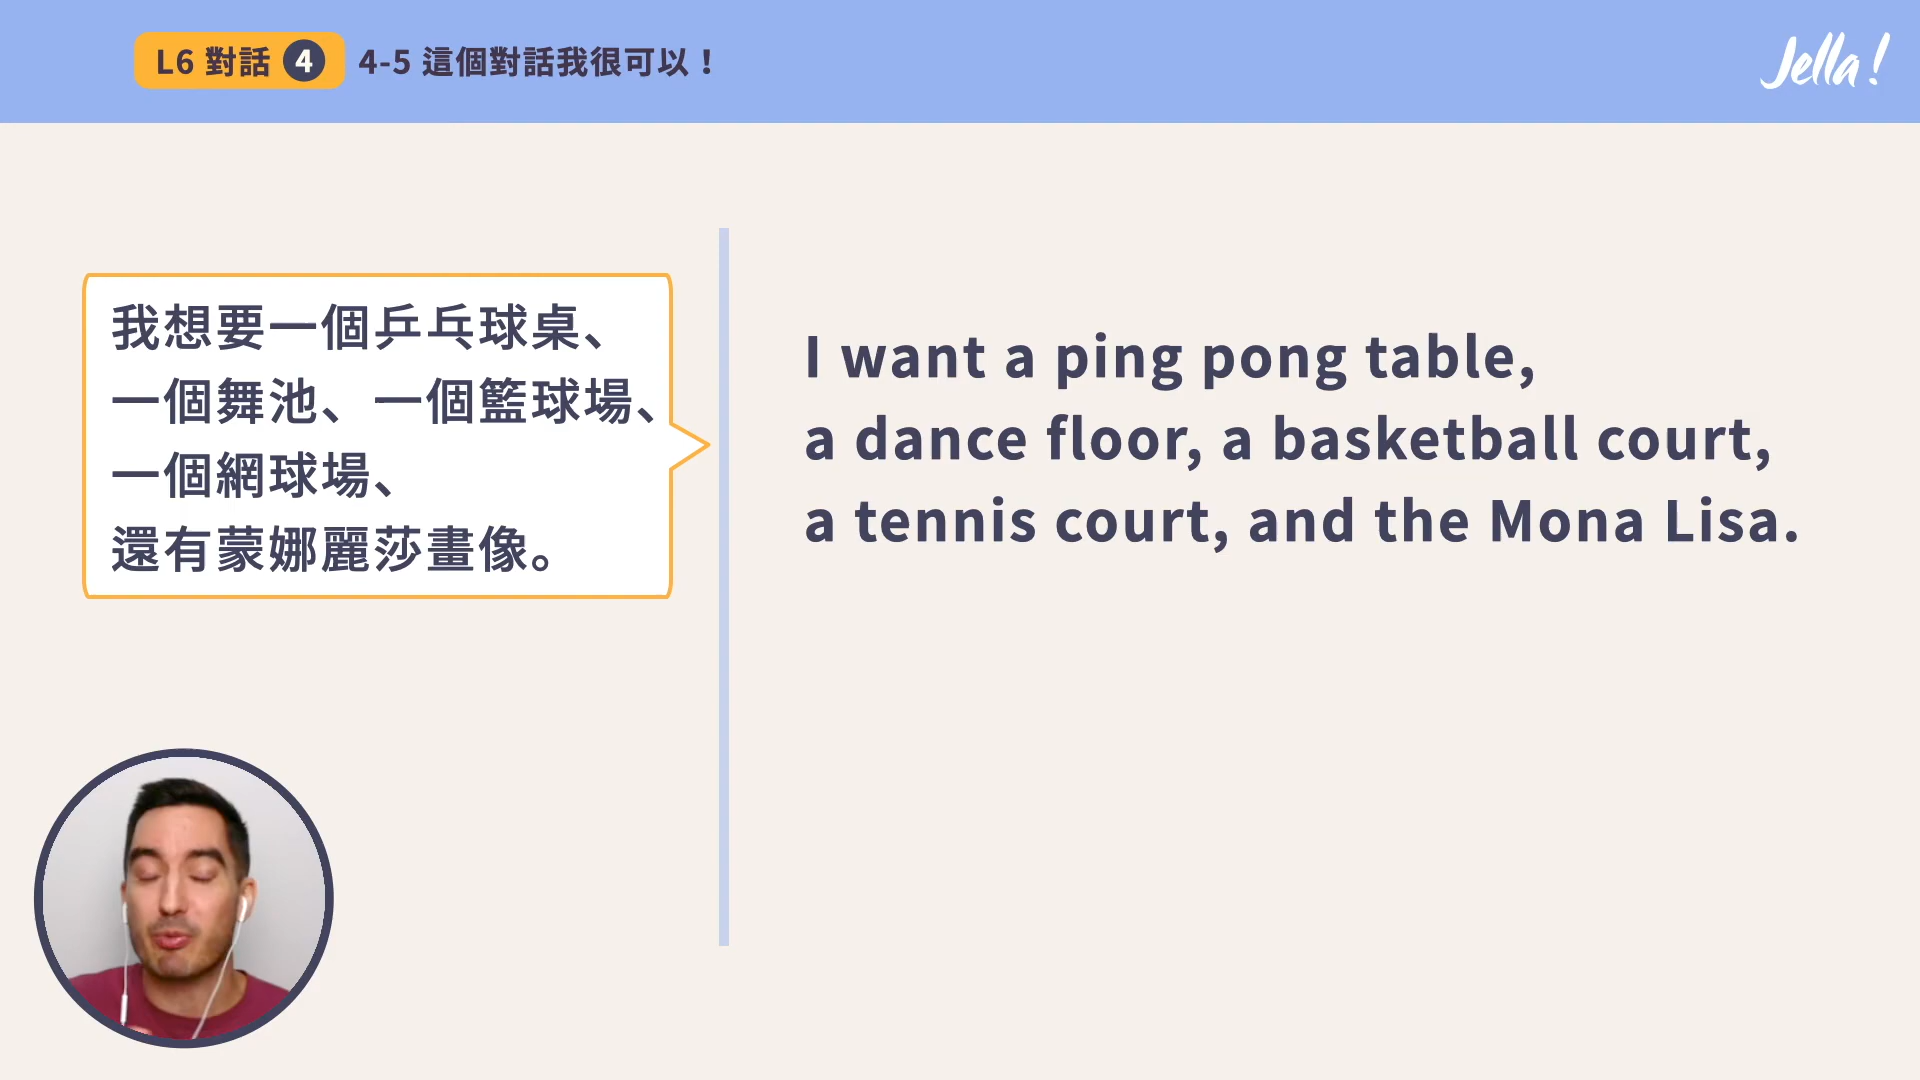 L6 對話 4 4-5 這個對話我很可以！
Jella!
我想要一個乒乓球桌、
一個舞池、一個籃球場、
一個網球場、
還有蒙娜麗莎畫像。
I want a ping pong table,
a dance floor, a basketball court,
a tennis court, and the Mona Lisa.